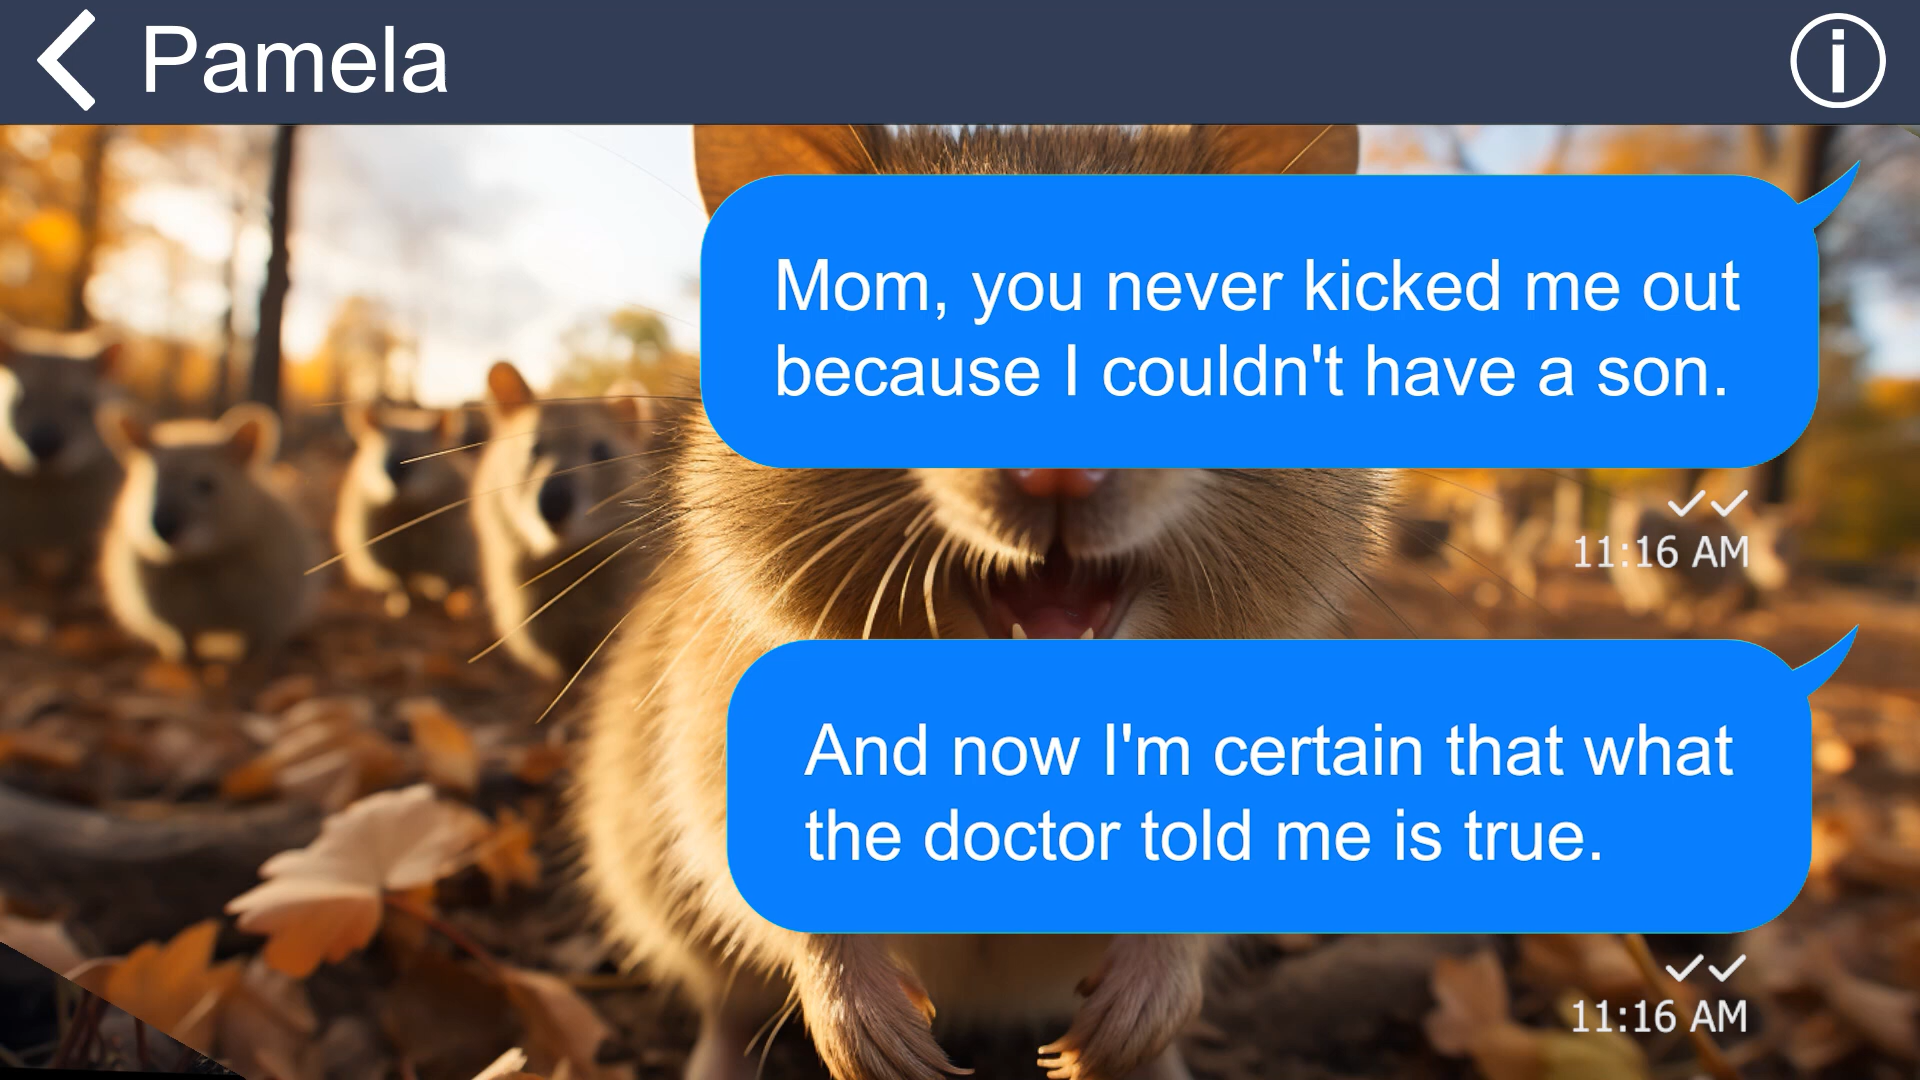 Pamela
Mom, you never kicked me out
because I couldn't have a son.
11:16 AM
And now I'm certain that what
the doctor told me is true.
11:16 AM